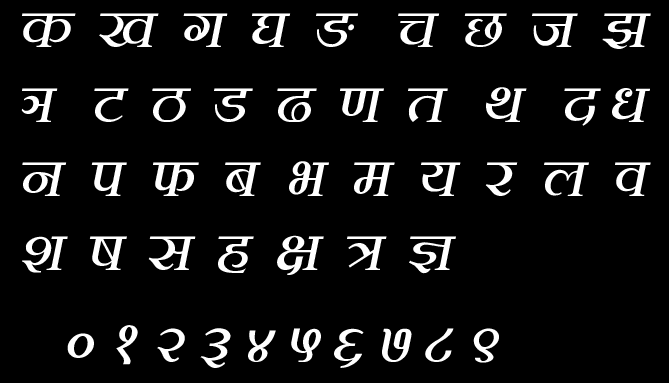 क ख ग घ ङ च छ ज झ
ञ ट ठ ड ढ ण त थ द ध
न प फ ब भ म य र ल व
श ष स ह क्ष त्र ज्ञ
० १ २ ३ ४ ५ ६ ७ ८ ९